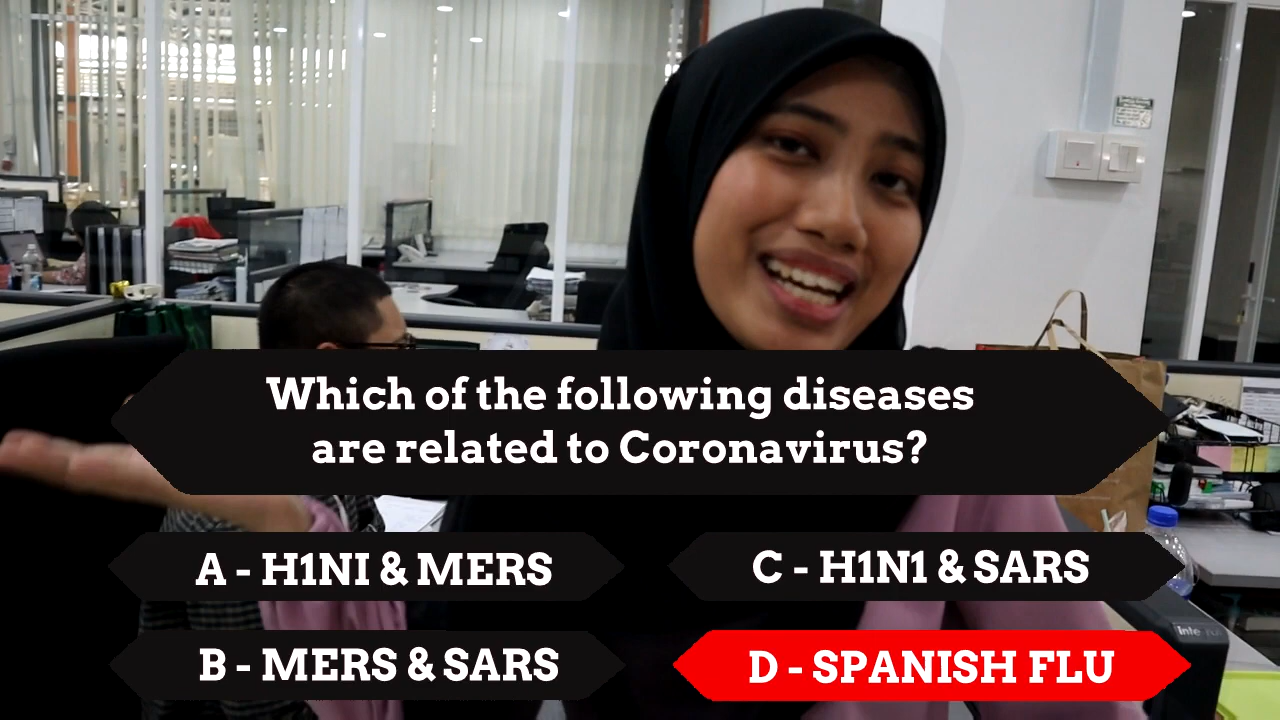 Which of the following diseases
are related to Coronavirus?
A - H1NI & MERS
C - H1N1 & SARS
B - MERS & SARS
D - SPANISH FLU